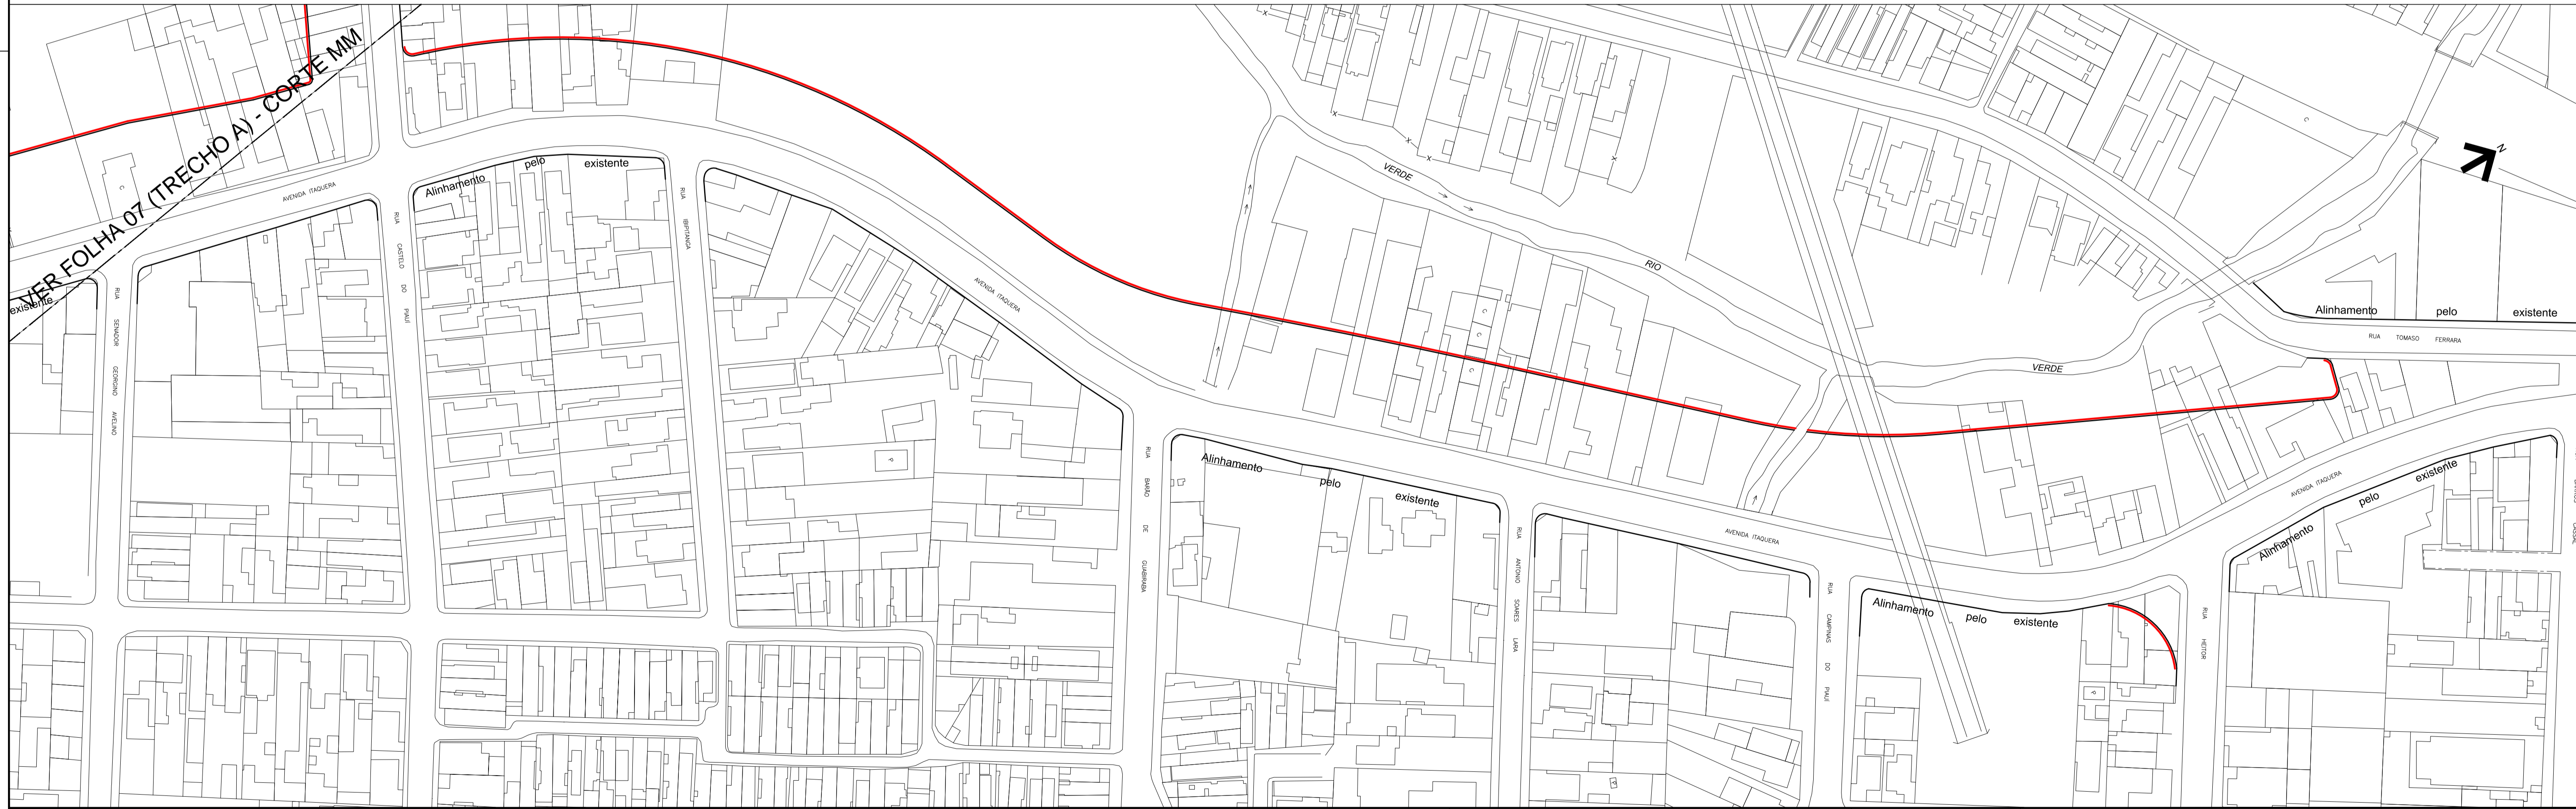 VER FOLHA 07 (TRECHO A) - CORTE MM
existente
AVENIDA ITAQUERA
Alinhamento pelo existente
RUA SENADOR GEORGINO AVELINO
RUA CASTELO DO PIAUÍ
RUA IBIPITANGA
AVENIDA ITAQUERA
RUA BARÃO DE GUABIRABA
VERDE
RIO
VERDE
N
Alinhamento pelo existente
RUA TOMASO FERRARA
Alinhamento pelo existente
RUA ANTONIO SOARES LARA
AVENIDA ITAQUERA
RUA CAMPINAS DO PIAUÍ
Alinhamento pelo existente
RUA HEITOR
AVENIDA ITAQUERA
Alinhamento pelo existente
C
C
C
C
C
P
P
P
x
x
x
x
x